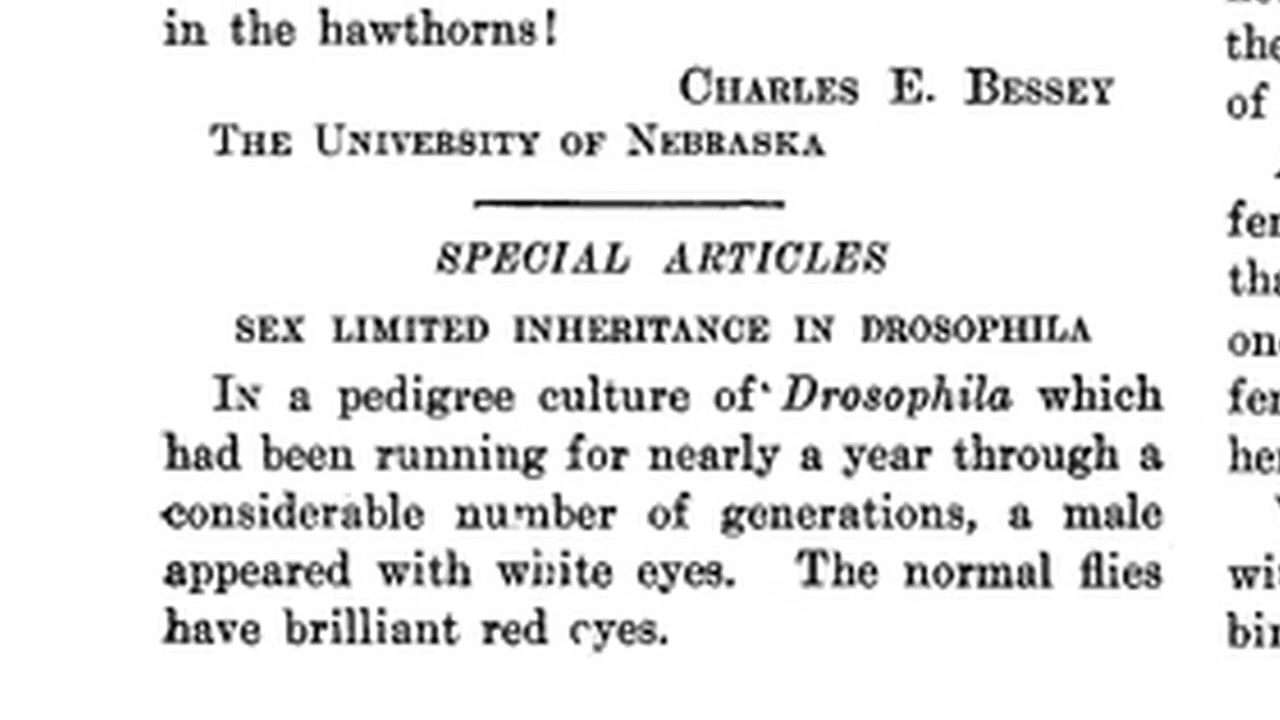 in the hawthorns!
CHARLES E. BESSEY
THE UNIVERSITY OF NEBRASKA
SPECIAL ARTICLES
SEX LIMITED INHERITANCE IN DROSOPHILA
IN a pedigree culture of Drosophila which
had been running for nearly a year through a
considerable number of generations, a male
appeared with white eyes. The normal flies
have brilliant red eyes.
of